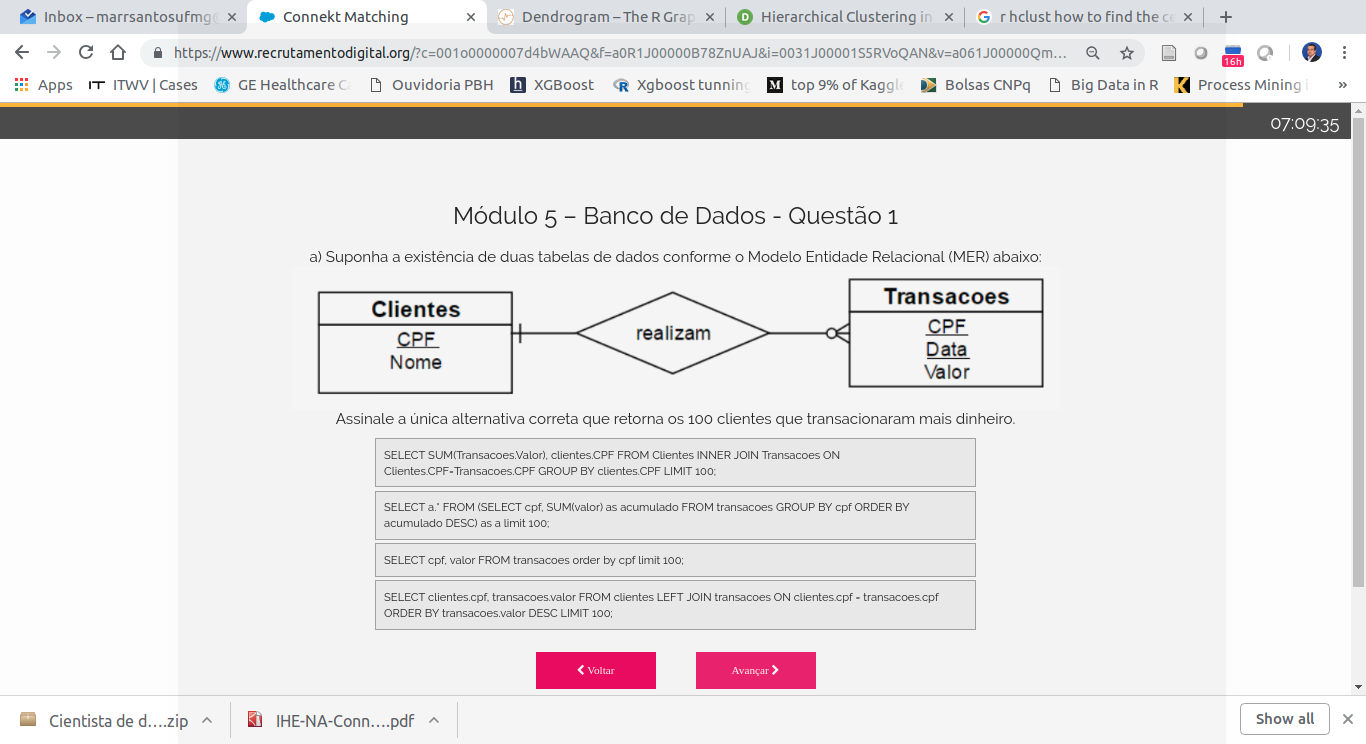 Inbox – marrsantosufmg@
Connekt Matching
Dendrogram – The R Grap
Hierarchical Clustering in
r hclust how to find the ce
https://www.recrutamentodigital.org/?c=001o0000007d4bWAAQ&f=a0R1J00000B78ZnUAJ&i=0031J00001S5RVoQAN&v=a061J00000Qm...
16h
Apps
ITWV | Cases
GE Healthcare C
Ouvidoria PBH
XGBoost
Xgboost tunning
top 9% of Kaggle
Bolsas CNPq
Big Data in R
Process Mining i
»
07:09:35
Módulo 5 – Banco de Dados - Questão 1
a) Suponha a existência de duas tabelas de dados conforme o Modelo Entidade Relacional (MER) abaixo:
Clientes
CPF
Nome
realizam
Transacoes
CPF
Data
Valor
Assinale a única alternativa correta que retorna os 100 clientes que transacionaram mais dinheiro.
SELECT SUM(Transacoes.Valor), clientes.CPF FROM Clientes INNER JOIN Transacoes ON
Clientes.CPF=Transacoes.CPF GROUP BY clientes.CPF LIMIT 100;
SELECT a.* FROM (SELECT cpf, SUM(valor) as acumulado FROM transacoes GROUP BY cpf ORDER BY
acumulado DESC) as a limit 100;
SELECT cpf, valor FROM transacoes order by cpf limit 100;
SELECT clientes.cpf, transacoes.valor FROM clientes LEFT JOIN transacoes ON clientes.cpf = transacoes.cpf
ORDER BY transacoes.valor DESC LIMIT 100;
Voltar
Avançar
Cientista de d....zip
IHE-NA-Conn....pdf
Show all